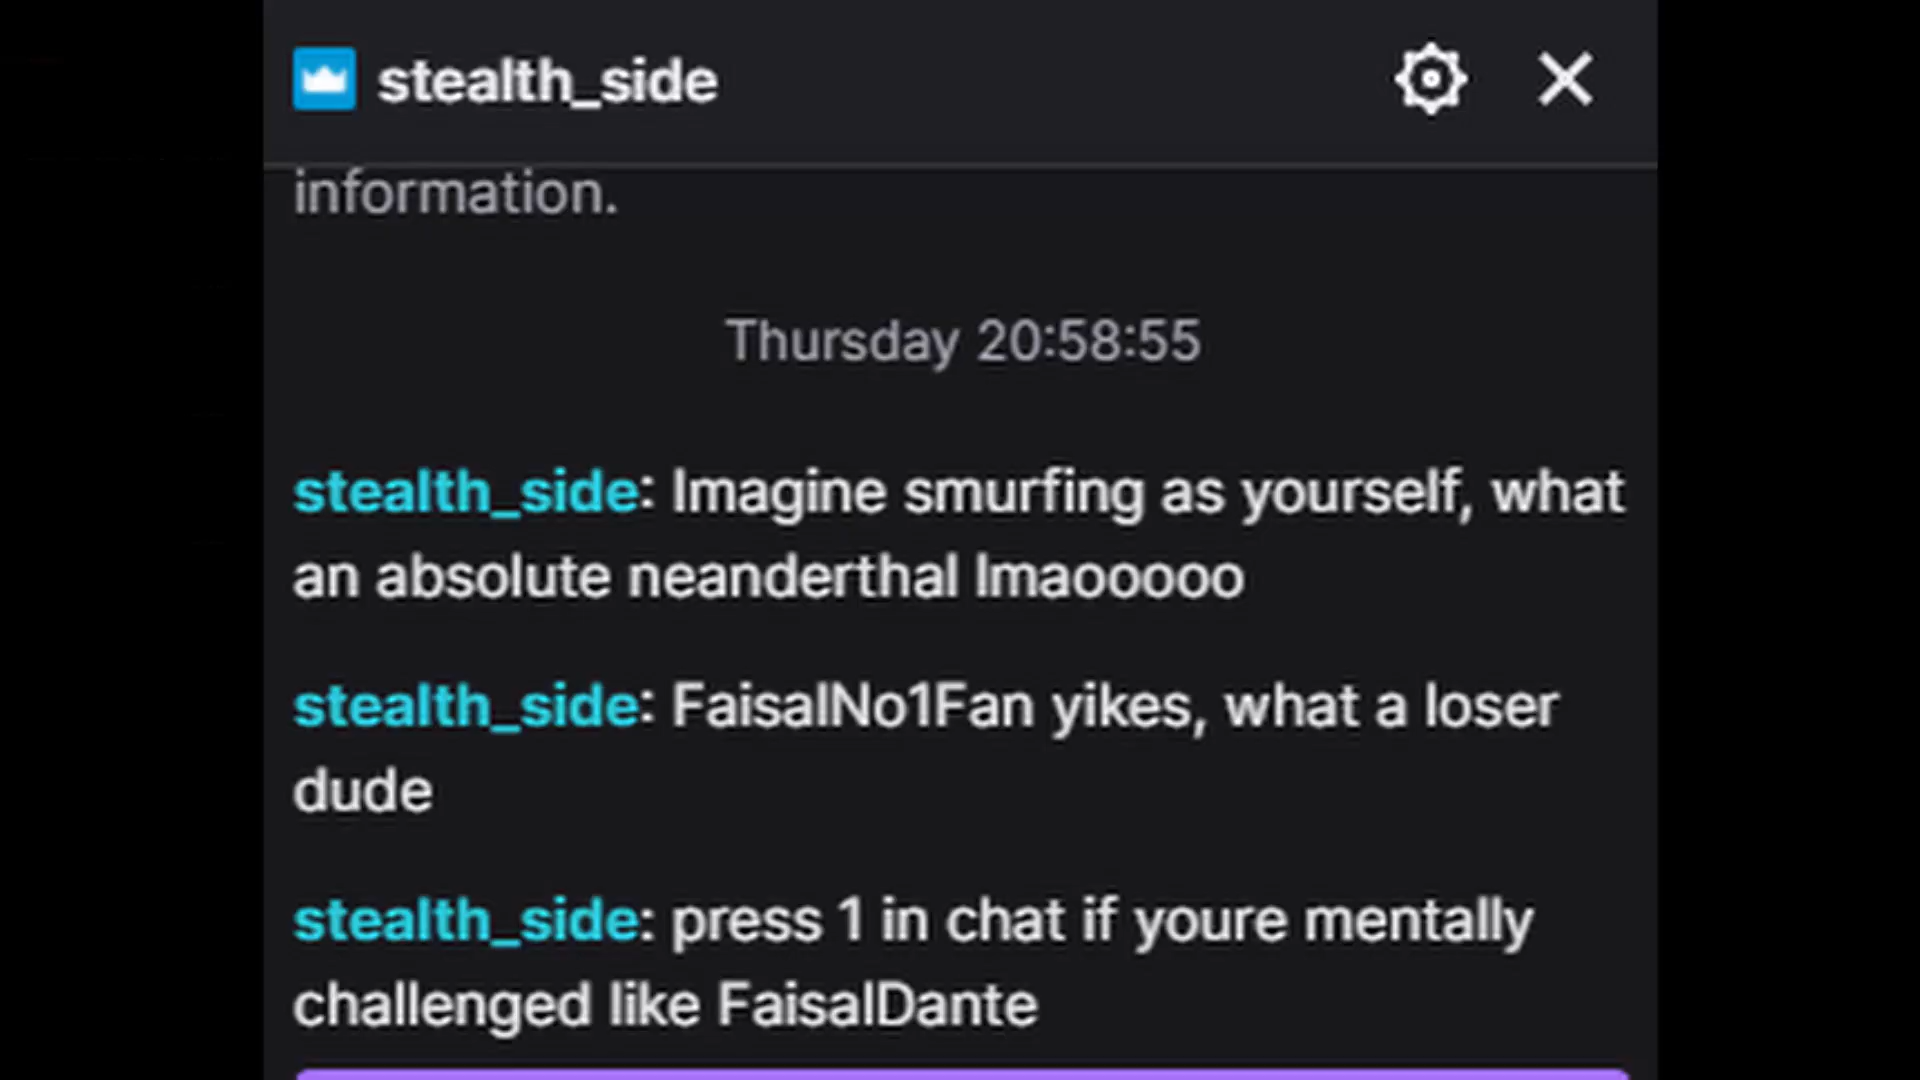 stealth_side
information.
Thursday 20:58:55
stealth_side: Imagine smurfing as yourself, what
an absolute neanderthal lmaooooo
stealth_side: FaisalNo1Fan yikes, what a loser
dude
stealth_side: press 1 in chat if youre mentally
challenged like FaisalDante